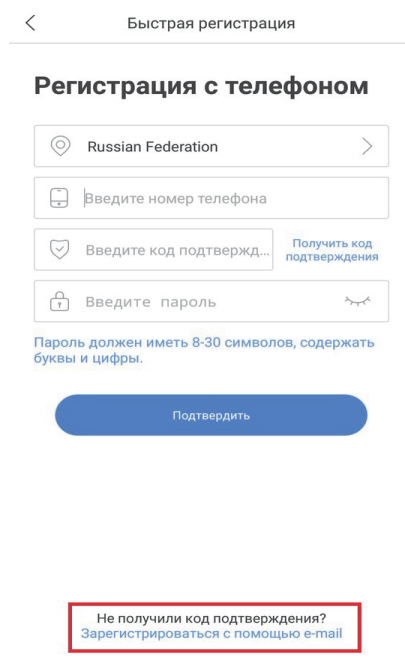 Быстрая регистрация
Регистрация с телефоном
Russian Federation
Введите номер телефона
Введите код подтвержд...
Получить код
подтверждения
Введите пароль
Пароль должен иметь 8-30 символов, содержать
буквы и цифры.
Подтвердить
Не получили код подтверждения?
Зарегистрироваться с помощью e-mail